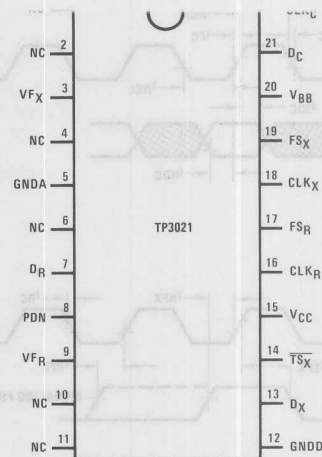 CLKC
NC 2
21 DC
VFX 3
20 VBB
NC 4
19 FSX
GNDA 5
18 CLKX
NC 6
17 FSR
TP3021
DR 7
16 CLKR
PDN 8
15 VCC
VFR 9
14 TSX
NC 10
13 DX
NC 11
12 GNDD